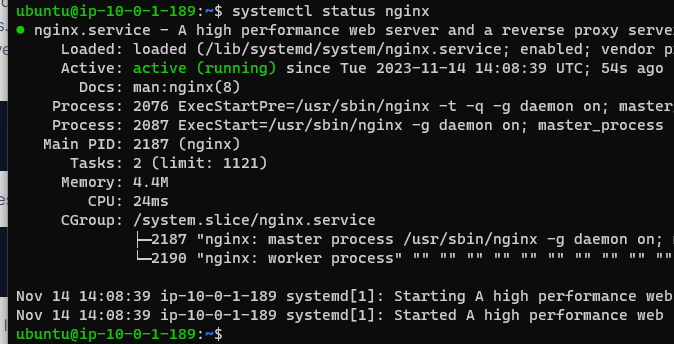 ubuntu@ip-10-0-1-189:~$ systemctl status nginx
● nginx.service - A high performance web server and a reverse proxy serve
Loaded: loaded (/lib/systemd/system/nginx.service; enabled; vendor p
Active: active (running) since Tue 2023-11-14 14:08:39 UTC; 54s ago
Docs: man:nginx(8)
Process: 2076 ExecStartPre=/usr/sbin/nginx -t -q -g daemon on; master_
Process: 2087 ExecStart=/usr/sbin/nginx -g daemon on; master_process
Main PID: 2187 (nginx)
Tasks: 2 (limit: 1121)
Memory: 4.4M
CPU: 24ms
CGroup: /system.slice/nginx.service
├─2187 "nginx: master process /usr/sbin/nginx -g daemon on;
└─2190 "nginx: worker process" "" "" "" "" "" "" "" "" "" ""
Nov 14 14:08:39 ip-10-0-1-189 systemd[1]: Starting A high performance web
Nov 14 14:08:39 ip-10-0-1-189 systemd[1]: Started A high performance web
ubuntu@ip-10-0-1-189:~$